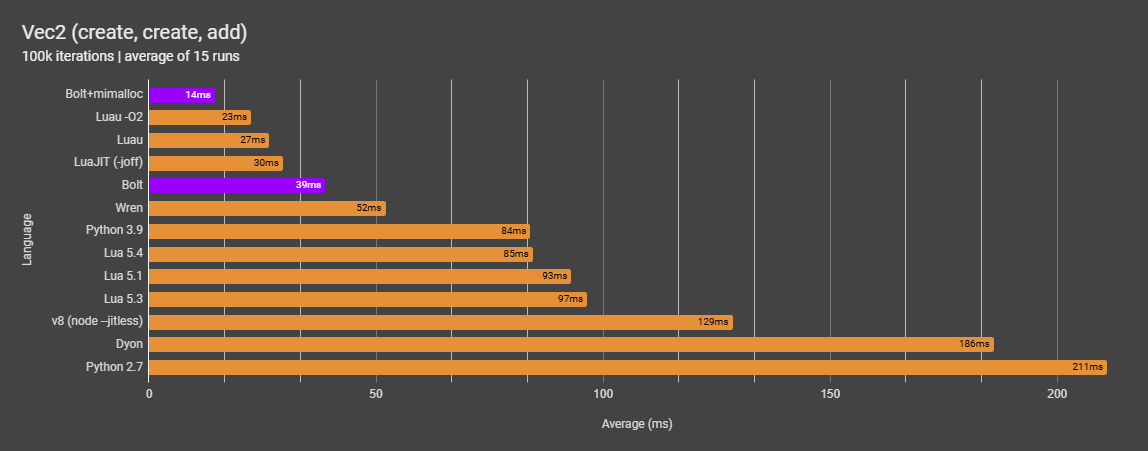 Vec2 (create, create, add)
100k iterations | average of 15 runs
Language
Bolt+mimalloc 14ms
Luau -O2 23ms
Luau 27ms
LuaJIT (-joff) 30ms
Bolt 39ms
Wren 52ms
Python 3.9 84ms
Lua 5.4 85ms
Lua 5.1 93ms
Lua 5.3 97ms
v8 (node --jitless) 129ms
Dyon 186ms
Python 2.7 211ms
0 50 100 150 200
Average (ms)